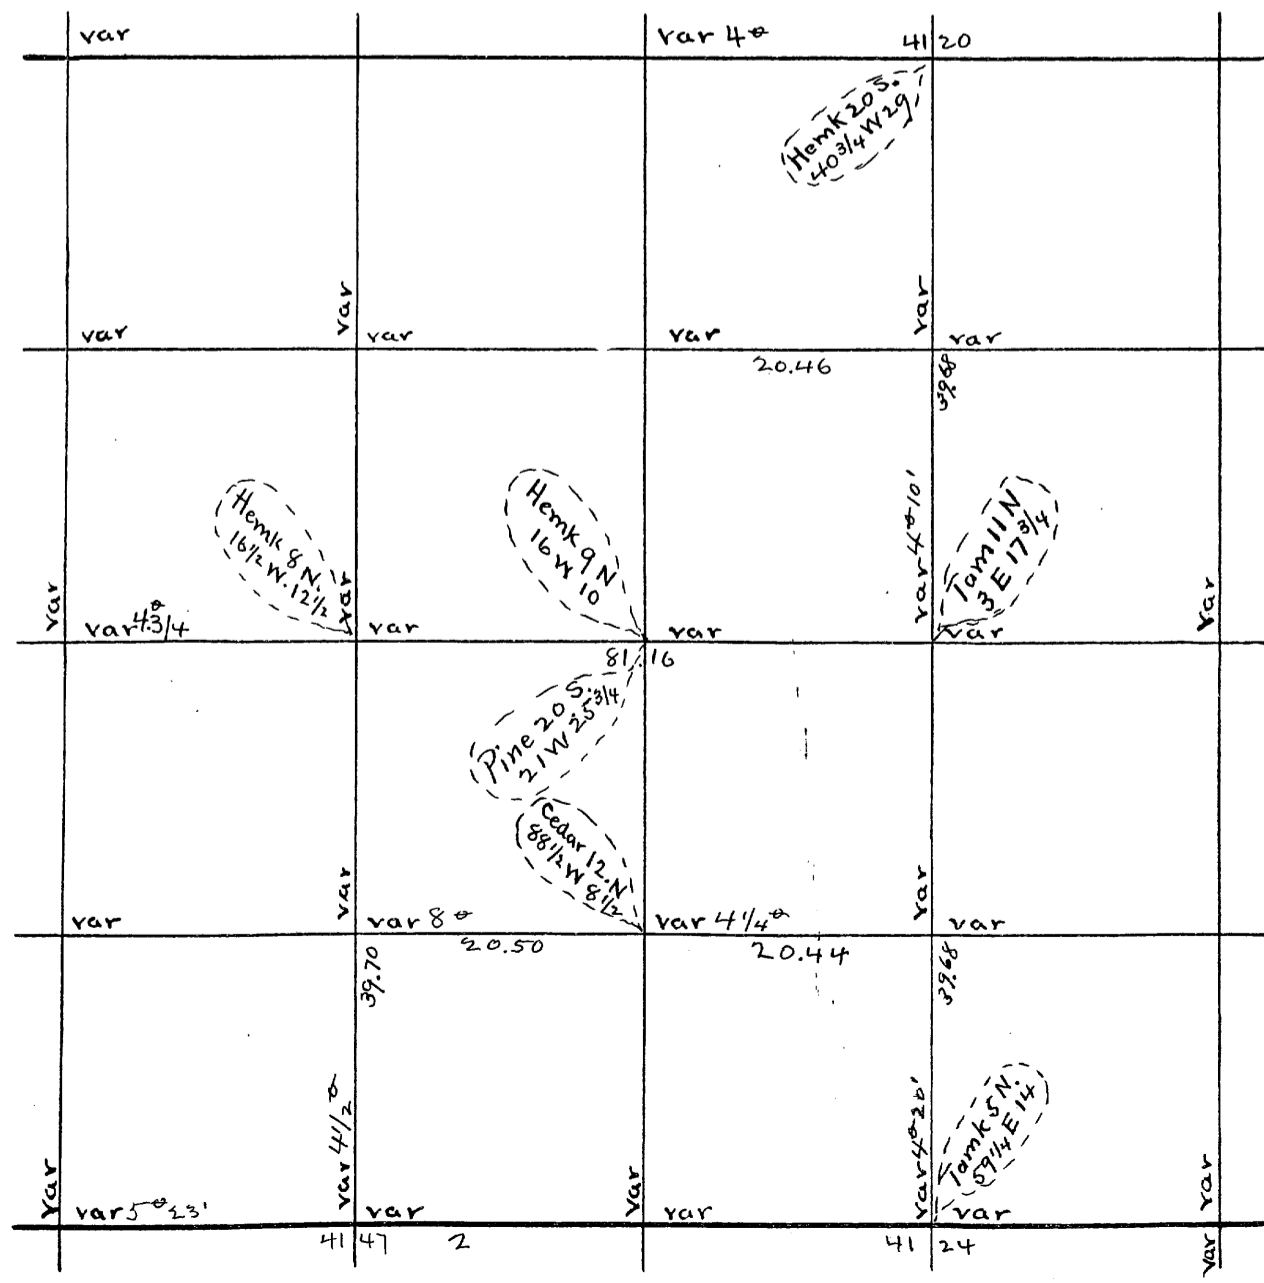 var
var 4°
41 20
Hemk 20 S.
40 3/4 W 29
var
var
var
var
var
var
20.46
39.68
Hemk 8 N.
16 1/2 W. 12 1/2
Hemk 9 N
16 W 10
var 4° 10'
Tam 11 N
3 E 17 3/4
var
var
var
var 4 3/4°
var
var
var
var
81 16
Pine 20 S.
21 W 25 3/4
Cedar 12. N
88 1/2 W 8 1/2
var
var
var
var 8°
var 4 1/4°
var
20.50
20.44
39.70
39.68
var 4 1/2°
var 4° 20'
Tamk 5 N.
59 1/4 E 14
var
var
var
var 5° 23'
var
var
var
41 47
2
41 24
var